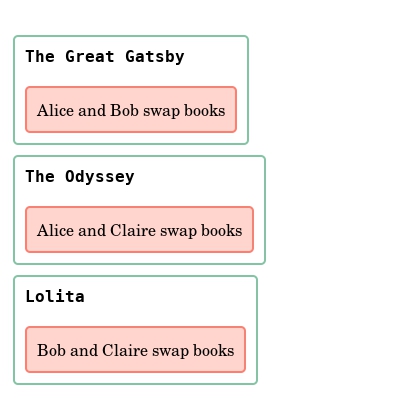 The Great Gatsby
Alice and Bob swap books
The Odyssey
Alice and Claire swap books
Lolita
Bob and Claire swap books